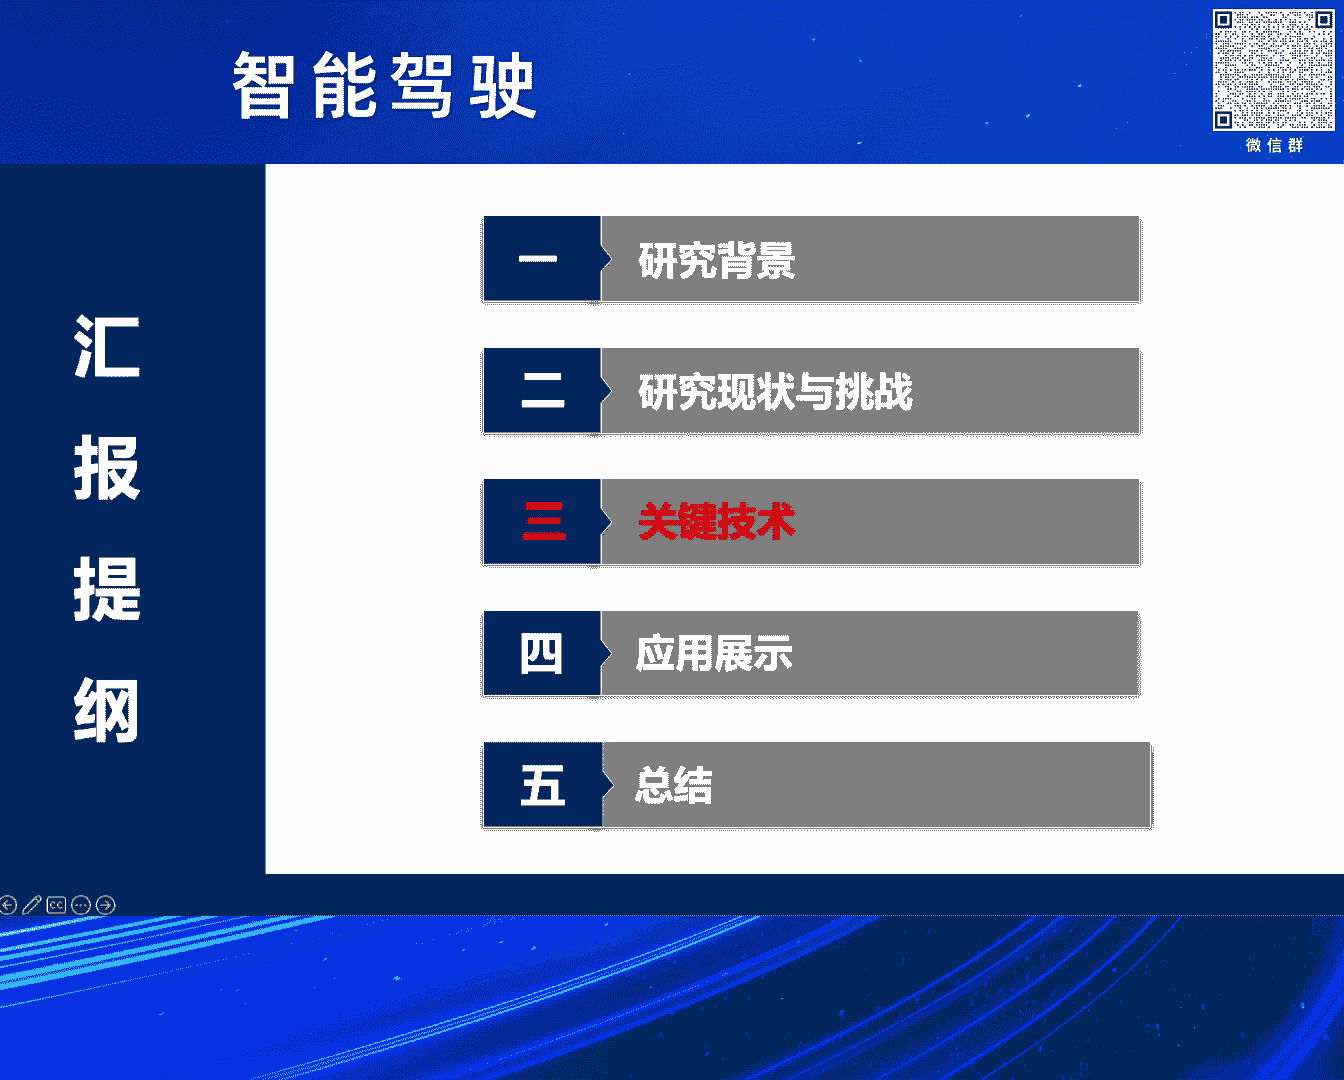 智能驾驶
微信群
汇报提纲
一 研究背景
二 研究现状与挑战
三 关键技术
四 应用展示
五 总结
CC